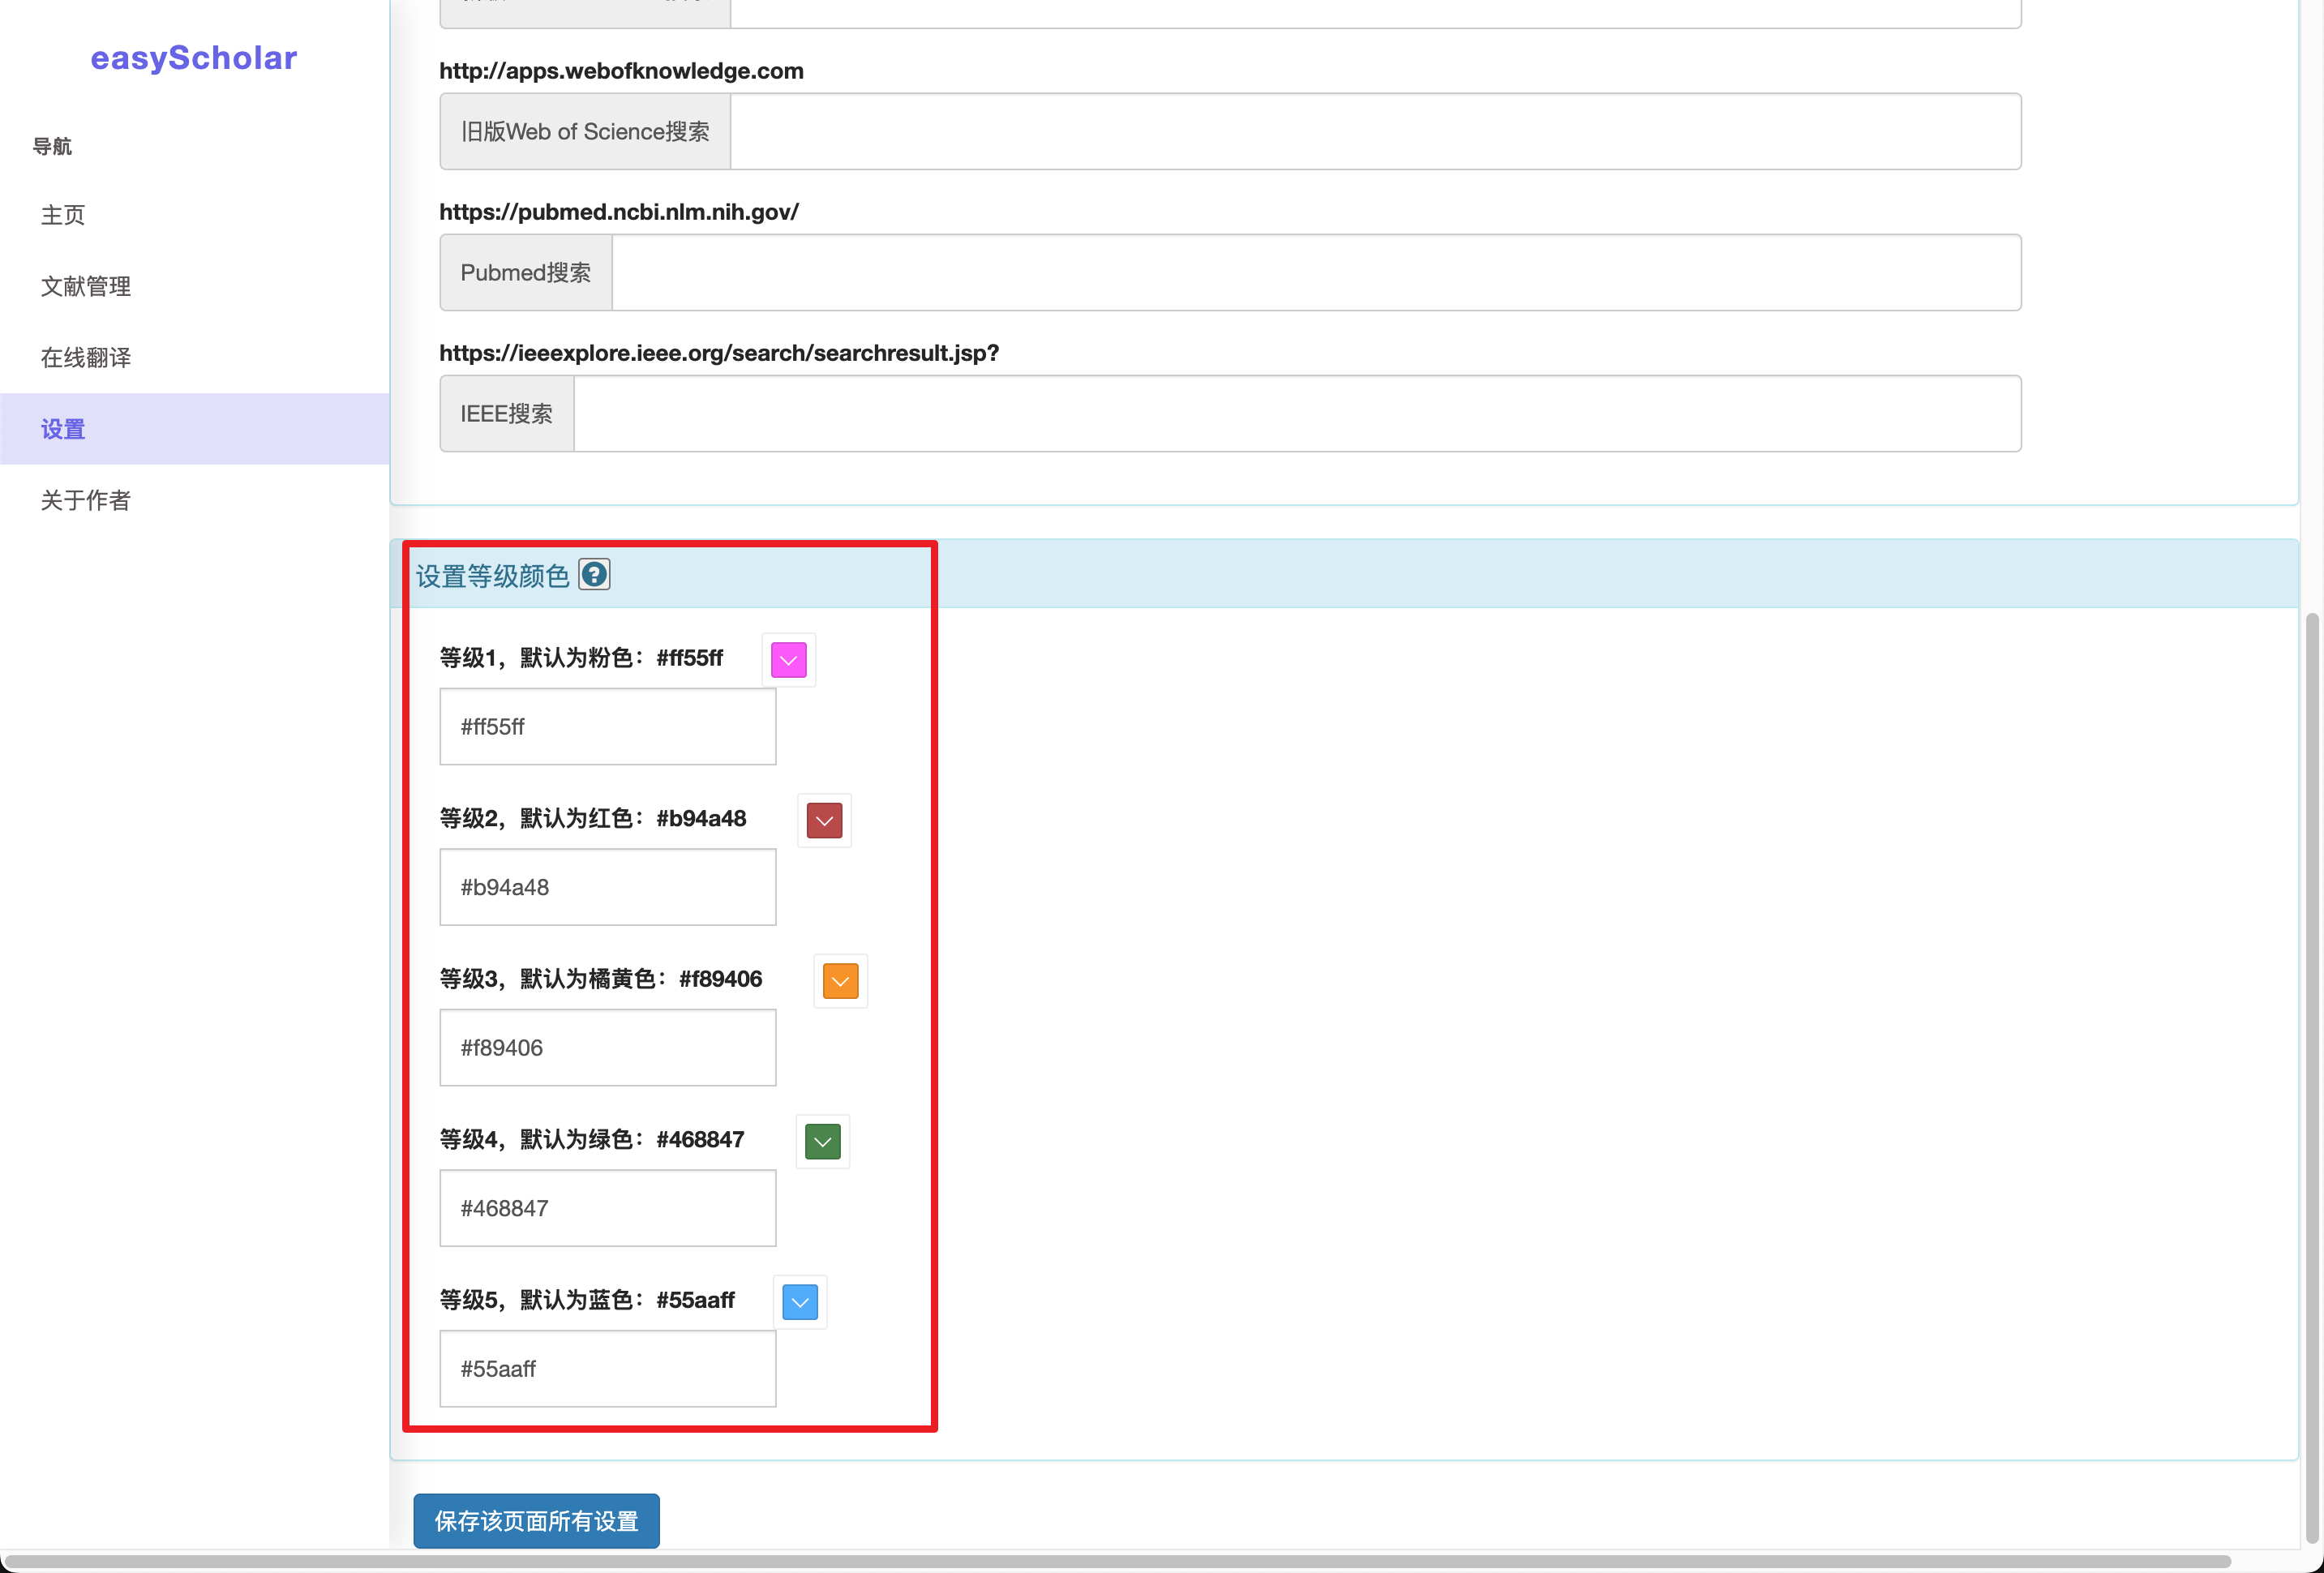 easyScholar
导航
主页
文献管理
在线翻译
设置
关于作者
http://apps.webofknowledge.com
旧版Web of Science搜索
https://pubmed.ncbi.nlm.nih.gov/
Pubmed搜索
https://ieeexplore.ieee.org/search/searchresult.jsp?
IEEE搜索
设置等级颜色 ?
等级1，默认为粉色：#ff55ff
#ff55ff
等级2，默认为红色：#b94a48
#b94a48
等级3，默认为橘黄色：#f89406
#f89406
等级4，默认为绿色：#468847
#468847
等级5，默认为蓝色：#55aaff
#55aaff
保存该页面所有设置